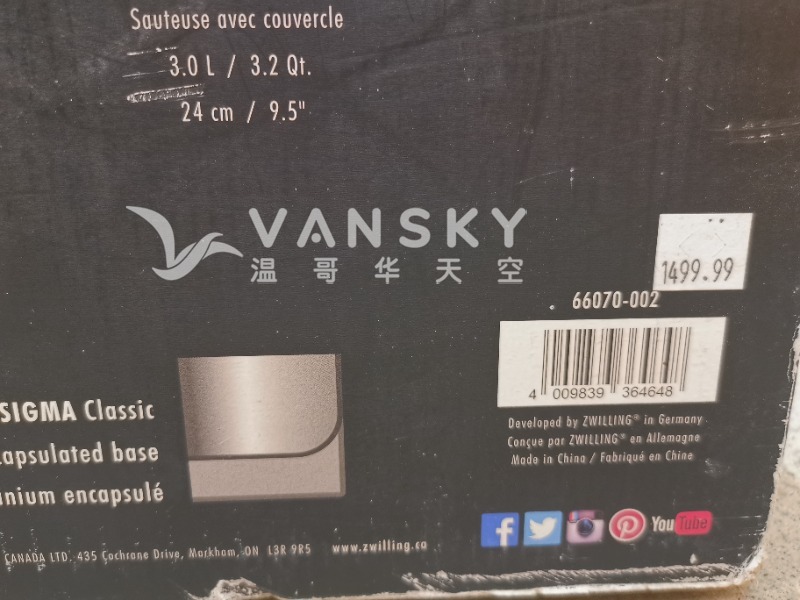 Sauteuse avec couvercle
3.0 L / 3.2 Qt.
24 cm / 9.5"
VANSKY
温哥华天空
1499.99
66070-002
4 009839 364648
SIGMA Classic
capsulated base
nium encapsulé
Developed by ZWILLING® in Germany
Conçue par ZWILLING® en Allemagne
Made in China / Fabriqué en Chine
You Tube
CANADA LTD. 435 Cochrane Drive, Markham, ON L3R 9R5 www.zwilling.ca